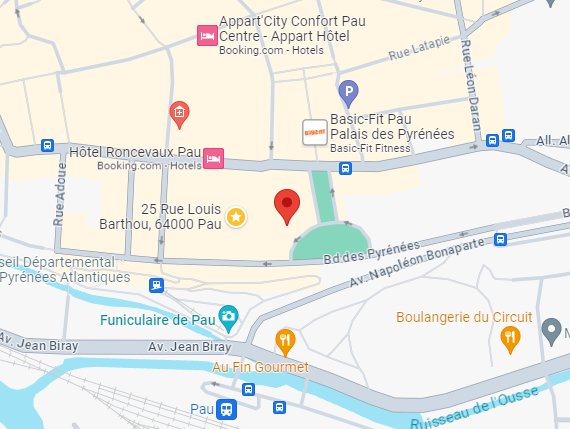 Appart'City Confort Pau
Centre - Appart Hôtel
Booking.com - Hotels
Rue Latapie
Rue Léon Daran
P
Basic-Fit Pau
Palais des Pyrénées
Basic-Fit Fitness
All. Al
Hôtel Roncevaux Pau
Booking.com - Hotels
Rue Adoue
25 Rue Louis
Barthou, 64000 Pau
A
B
Bd des Pyrénées
Av. Napoléon Bonaparte
seil Départemental
Pyrénées Atlantiques
Funiculaire de Pau
Boulangerie du Circuit
Av. Jean Biray
Av. Jean Biray
Au Fin Gourmet
M
Pau
Ruisseau de l'Ousse